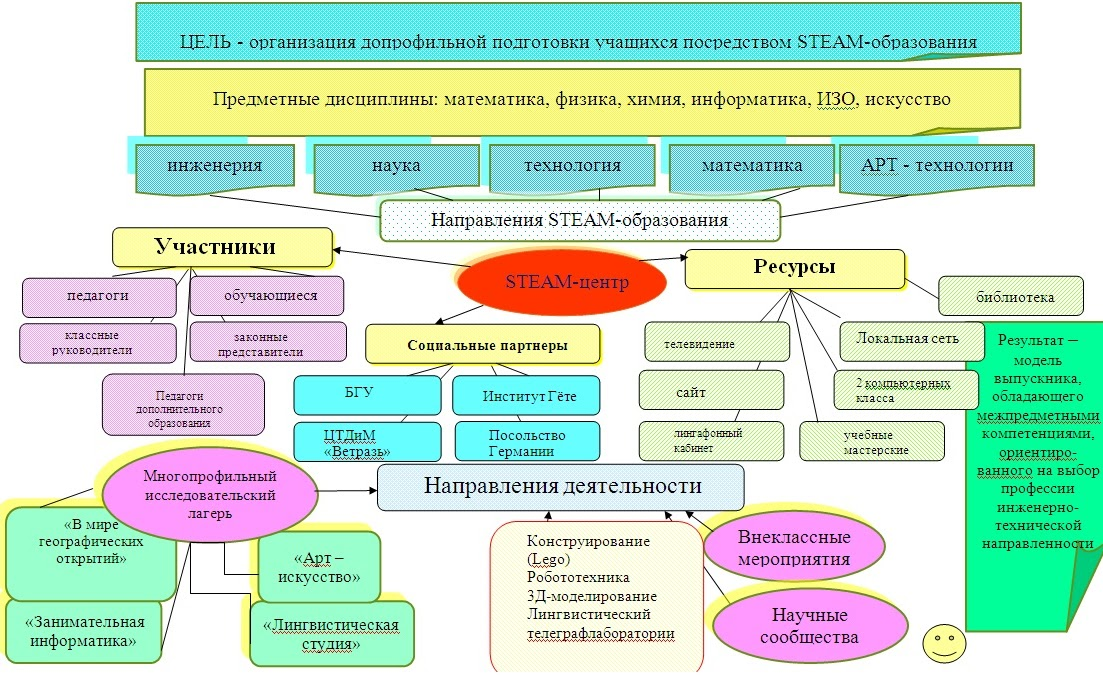 ЦЕЛЬ - организация допрофильной подготовки учащихся посредством STEAM-образования
Предметные дисциплины: математика, физика, химия, информатика, ИЗО, искусство
инженерия
наука
технология
математика
АРТ - технологии
Направления STEAM-образования
Участники
STEAM-центр
Ресурсы
педагоги
обучающиеся
классные
руководители
законные
представители
Педагоги
дополнительного
образования
Социальные партнеры
БГУ
Институт Гёте
ЦТДиМ
«Ветразь»
Посольство
Германии
библиотека
телевидение
Локальная сеть
сайт
2 компьютерных
класса
лингафонный
кабинет
учебные
мастерские
Результат –
модель
выпускника,
обладающего
межпредметными
компетенциями,
ориентиро-
ванного на выбор
профессии
инженерно-
технической
направленности
Многопрофильный
исследовательский
лагерь
Направления деятельности
«В мире
географических
открытий»
«Арт –
искусство»
«Занимательная
информатика»
«Лингвистическая
студия»
Конструирование
(Lego)
Робототехника
3Д-моделирование
Лингвистический
телеграфлаборатории
Внеклассные
мероприятия
Научные
сообщества